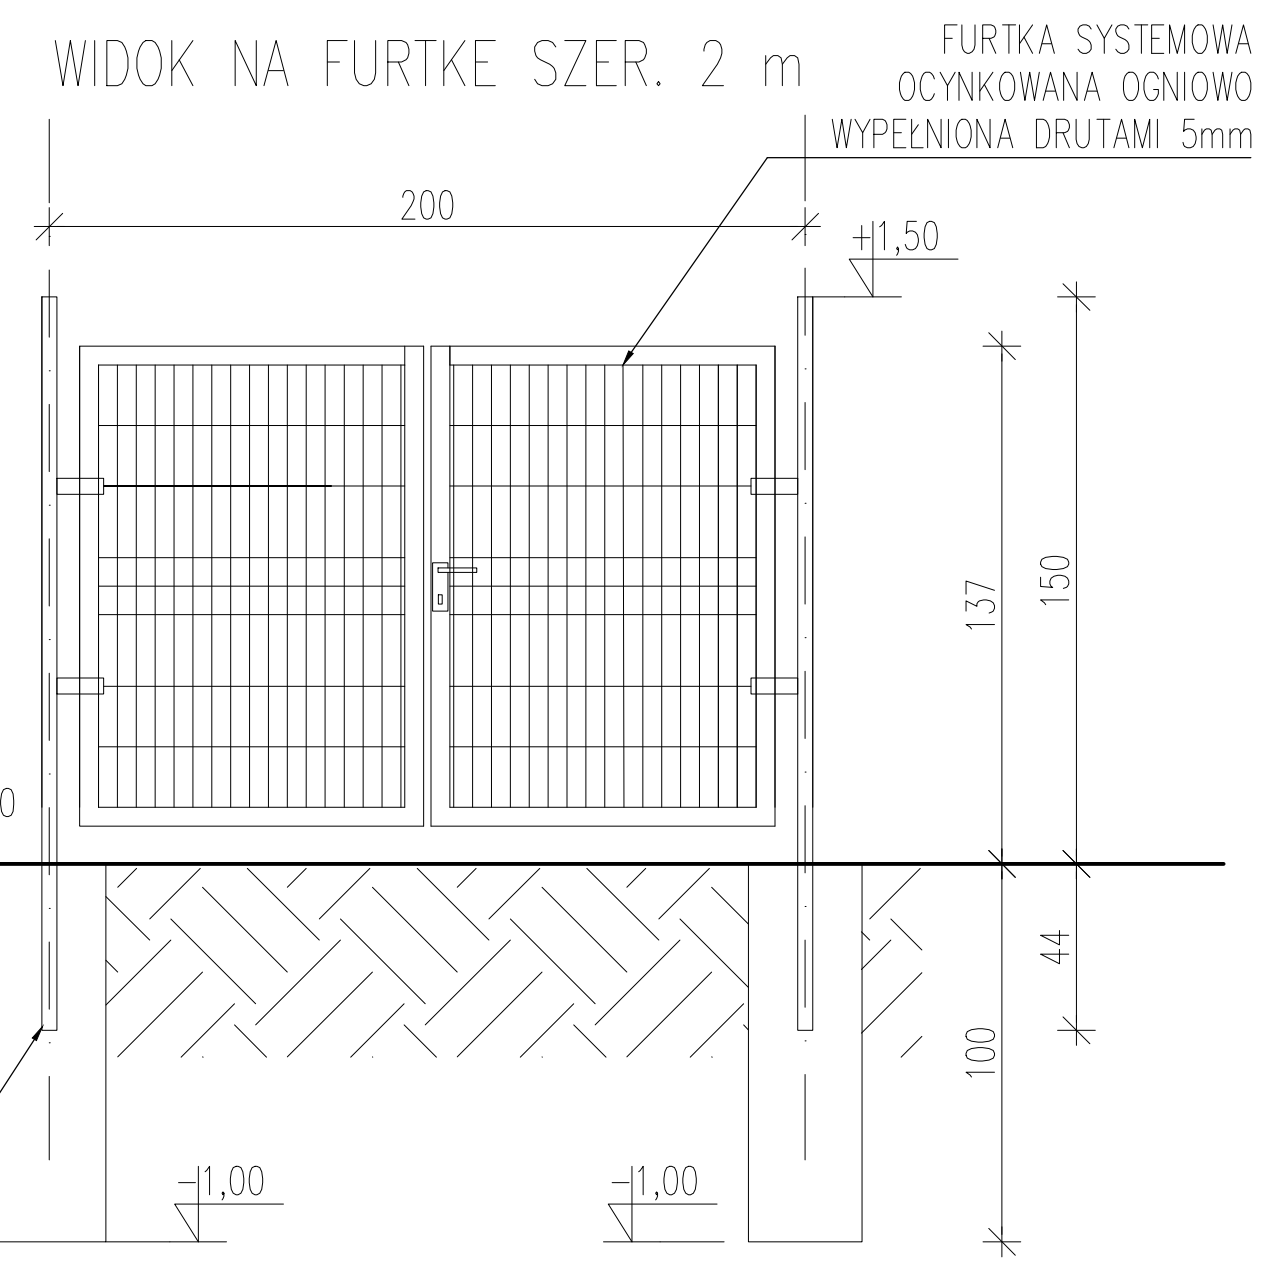 WIDOK NA FURTKE SZER. 2 m
FURTKA SYSTEMOWA
OCYNKOWANA OGNIOWO
WYPEŁNIONA DRUTAMI 5mm
200
+1,50
137
150
0
44
100
-1,00
-1,00